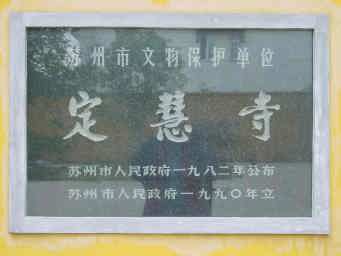 苏州市文物保护单位
定慧寺
苏州市人民政府一九八二年公布
苏州市人民政府一九九〇年立